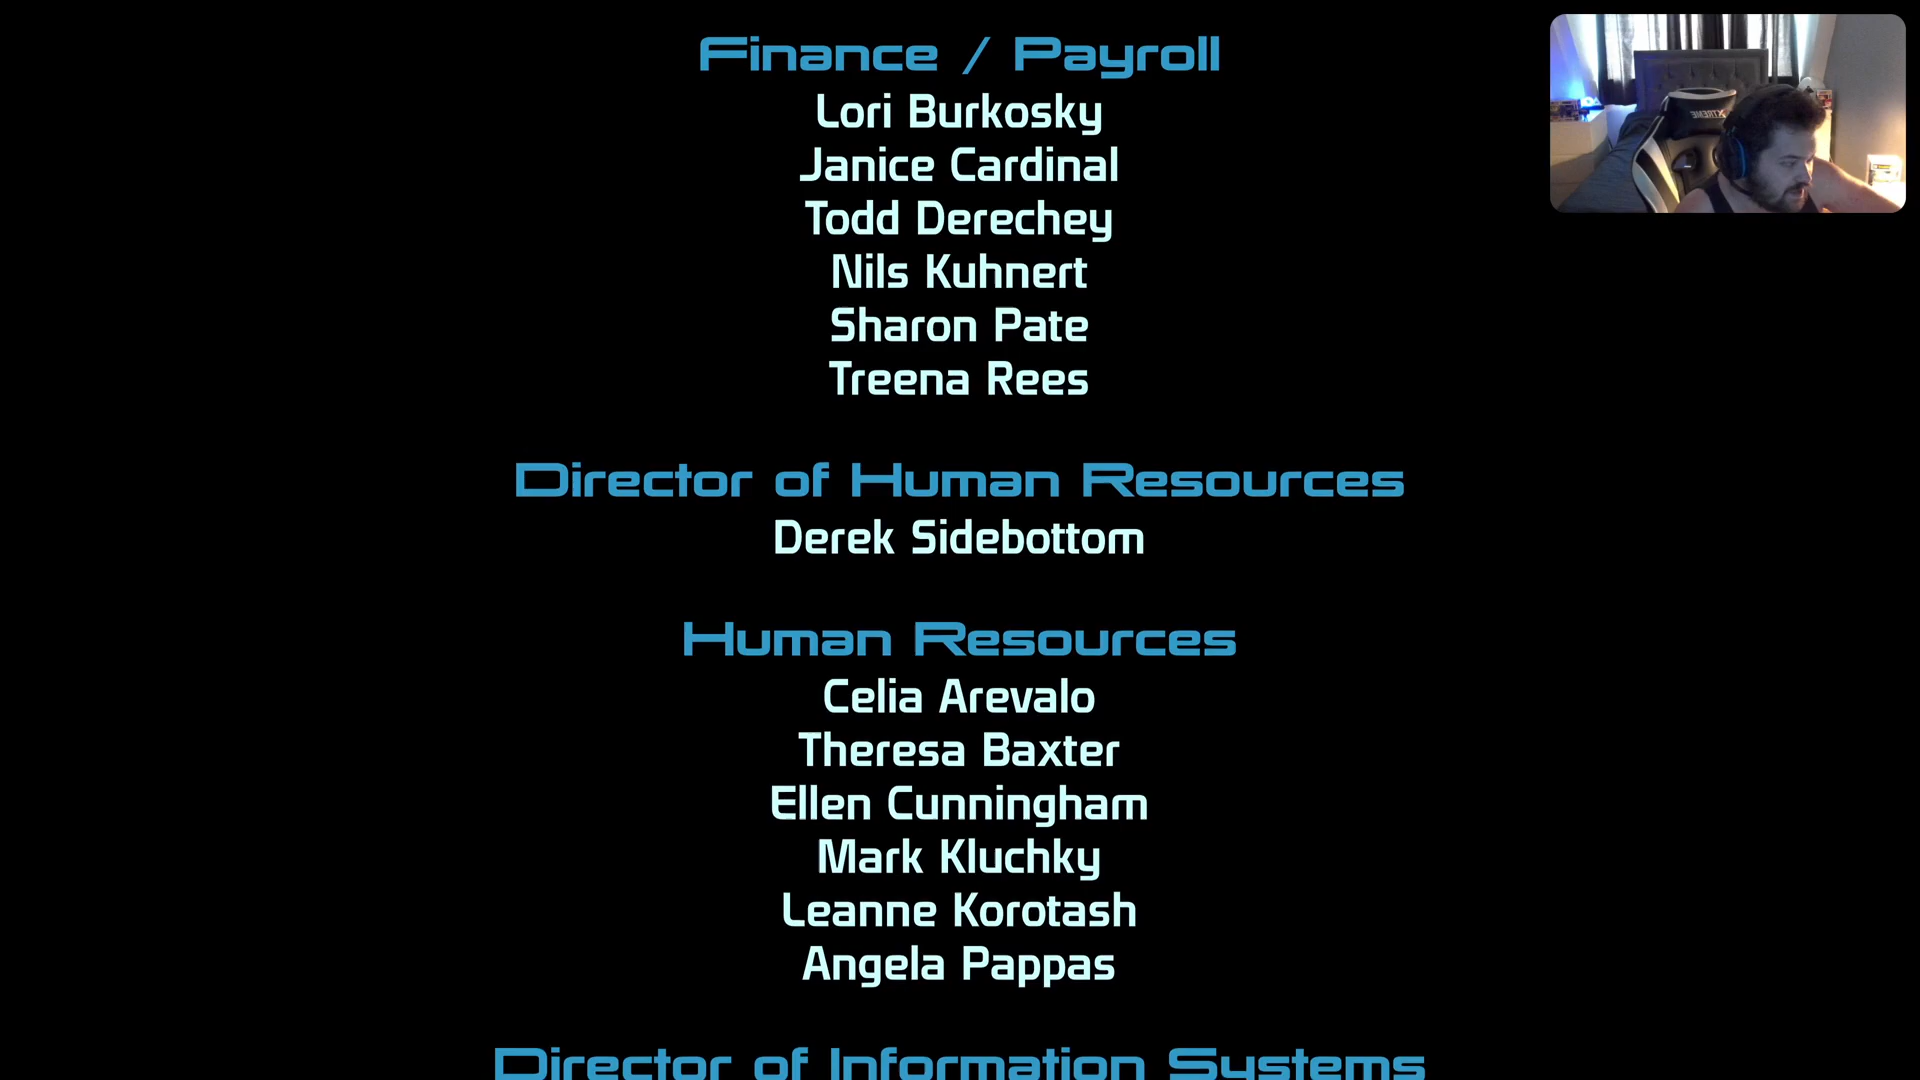 Finance / Payroll
Lori Burkosky
Janice Cardinal
Todd Derechey
Nils Kuhnert
Sharon Pate
Treena Rees
Director of Human Resources
Derek Sidebottom
Human Resources
Celia Arevalo
Theresa Baxter
Ellen Cunningham
Mark Kluchky
Leanne Korotash
Angela Pappas
Director of Information Systems
XTREME